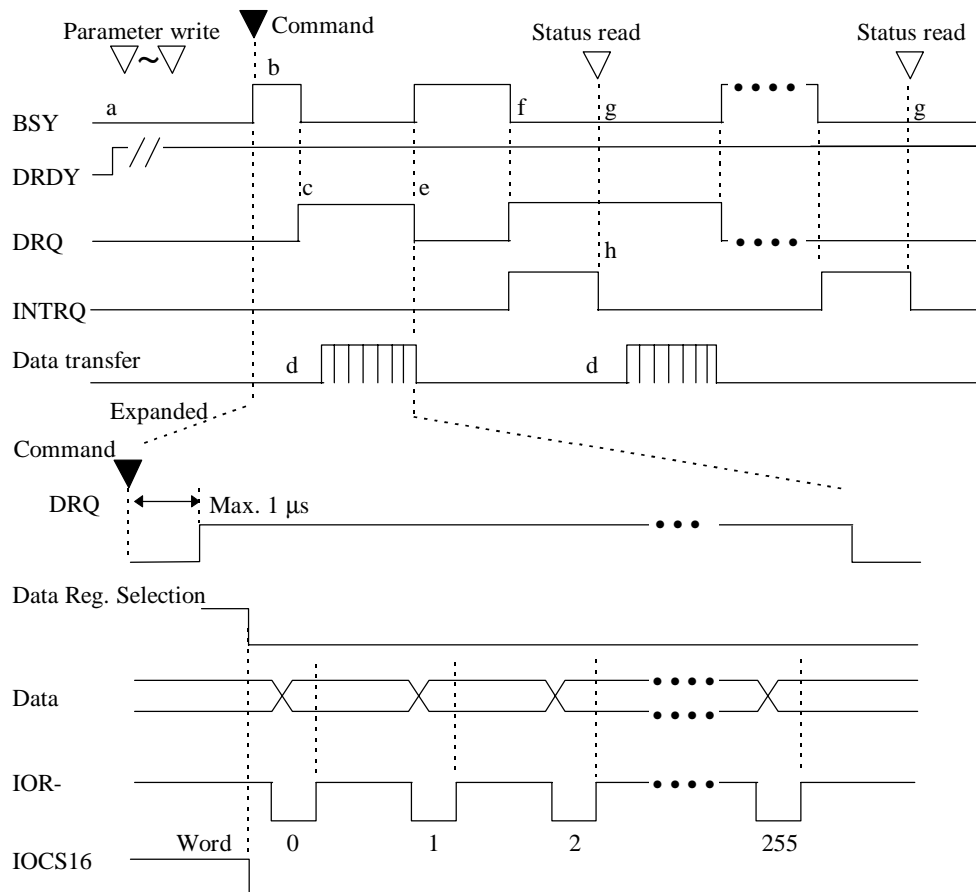 Parameter write
Command
Status read
Status read
~
b
a
f
g
g
BSY
DRDY
c
e
DRQ
h
INTRQ
Data transfer
d
d
Expanded
Command
DRQ
Max. 1 μs
Data Reg. Selection
Data
IOR-
Word
0
1
2
255
IOCS16